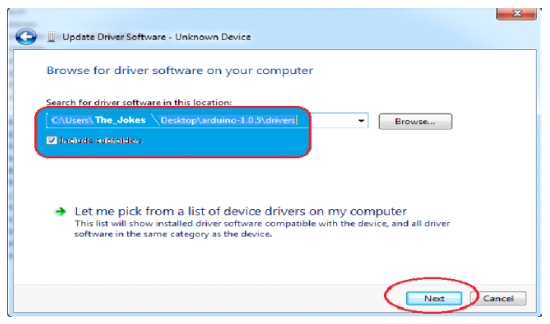 Update Driver Software - Unknown Device
Browse for driver software on your computer
Search for driver software in this location:
C:\Users\ The_Jokes \Desktop\arduino-1.0.5\drivers
Browse...
Include subfolders
Let me pick from a list of device drivers on my computer
This list will show installed driver software compatible with the device, and all driver
software in the same category as the device.
Next
Cancel